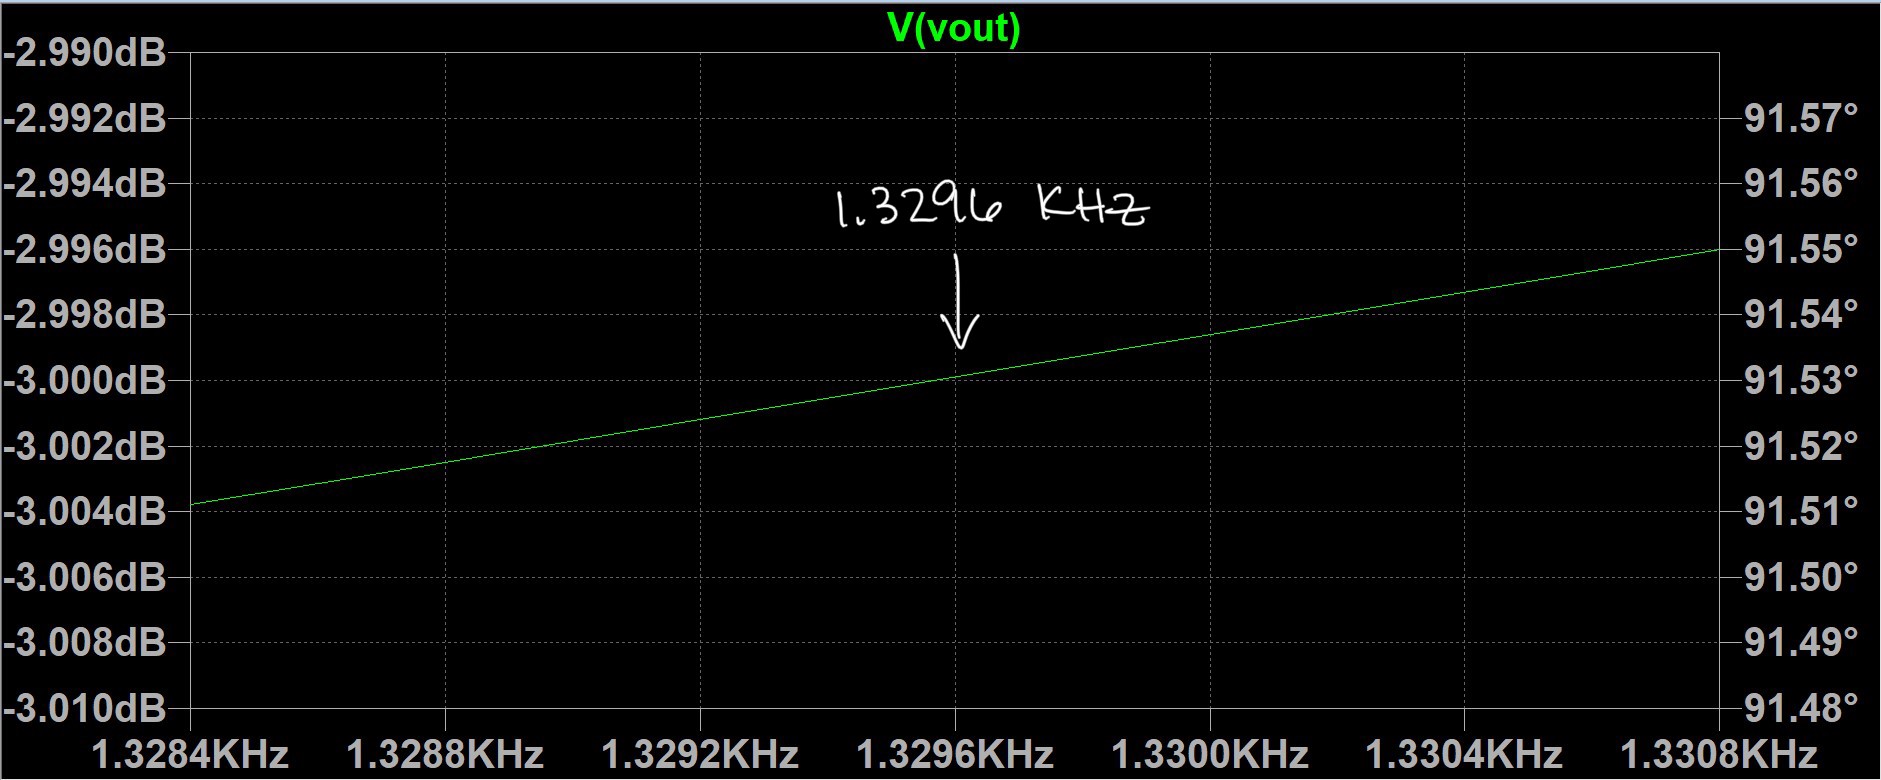 V(vout)
-2.990dB
-2.992dB 91.57°
-2.994dB 91.56°
1.3296 KHz
-2.996dB 91.55°
-2.998dB 91.54°
-3.000dB 91.53°
-3.002dB 91.52°
-3.004dB 91.51°
-3.006dB 91.50°
-3.008dB 91.49°
-3.010dB 91.48°
1.3284KHz 1.3288KHz 1.3292KHz 1.3296KHz 1.3300KHz 1.3304KHz 1.3308KHz